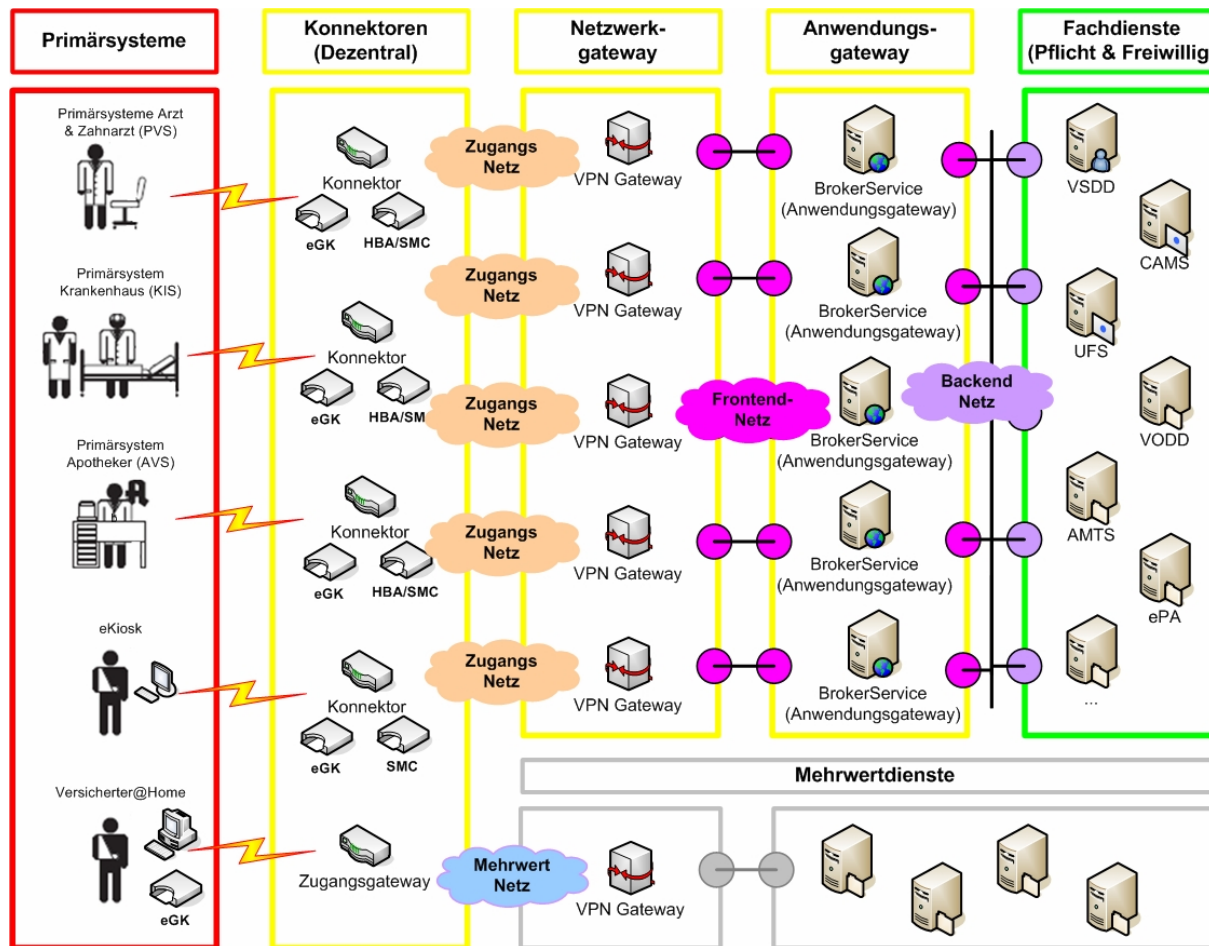 Primärsysteme
Konnektoren
(Dezentral)
Netzwerk-
gateway
Anwendungs-
gateway
Fachdienste
(Pflicht & Freiwillig
Primärsysteme Arzt
& Zahnarzt (PVS)
Primärsystem
Krankenhaus (KIS)
Primärsystem
Apotheker (AVS)
eKiosk
Versicherter@Home
eGK
Konnektor
eGK
HBA/SMC
Konnektor
eGK
HBA/SM
Konnektor
eGK
HBA/SMC
Konnektor
eGK
SMC
Zugangsgateway
Zugangs
Netz
Zugangs
Netz
Zugangs
Netz
Zugangs
Netz
Zugangs
Netz
Mehrwert
Netz
VPN Gateway
VPN Gateway
VPN Gateway
VPN Gateway
VPN Gateway
VPN Gateway
Frontend-
Netz
BrokerService
(Anwendungsgateway)
BrokerService
(Anwendungsgateway)
BrokerService
(Anwendungsgateway)
BrokerService
(Anwendungsgateway)
BrokerService
(Anwendungsgateway)
Backend
Netz
VSDD
CAMS
UFS
VODD
AMTS
ePA
...
Mehrwertdienste